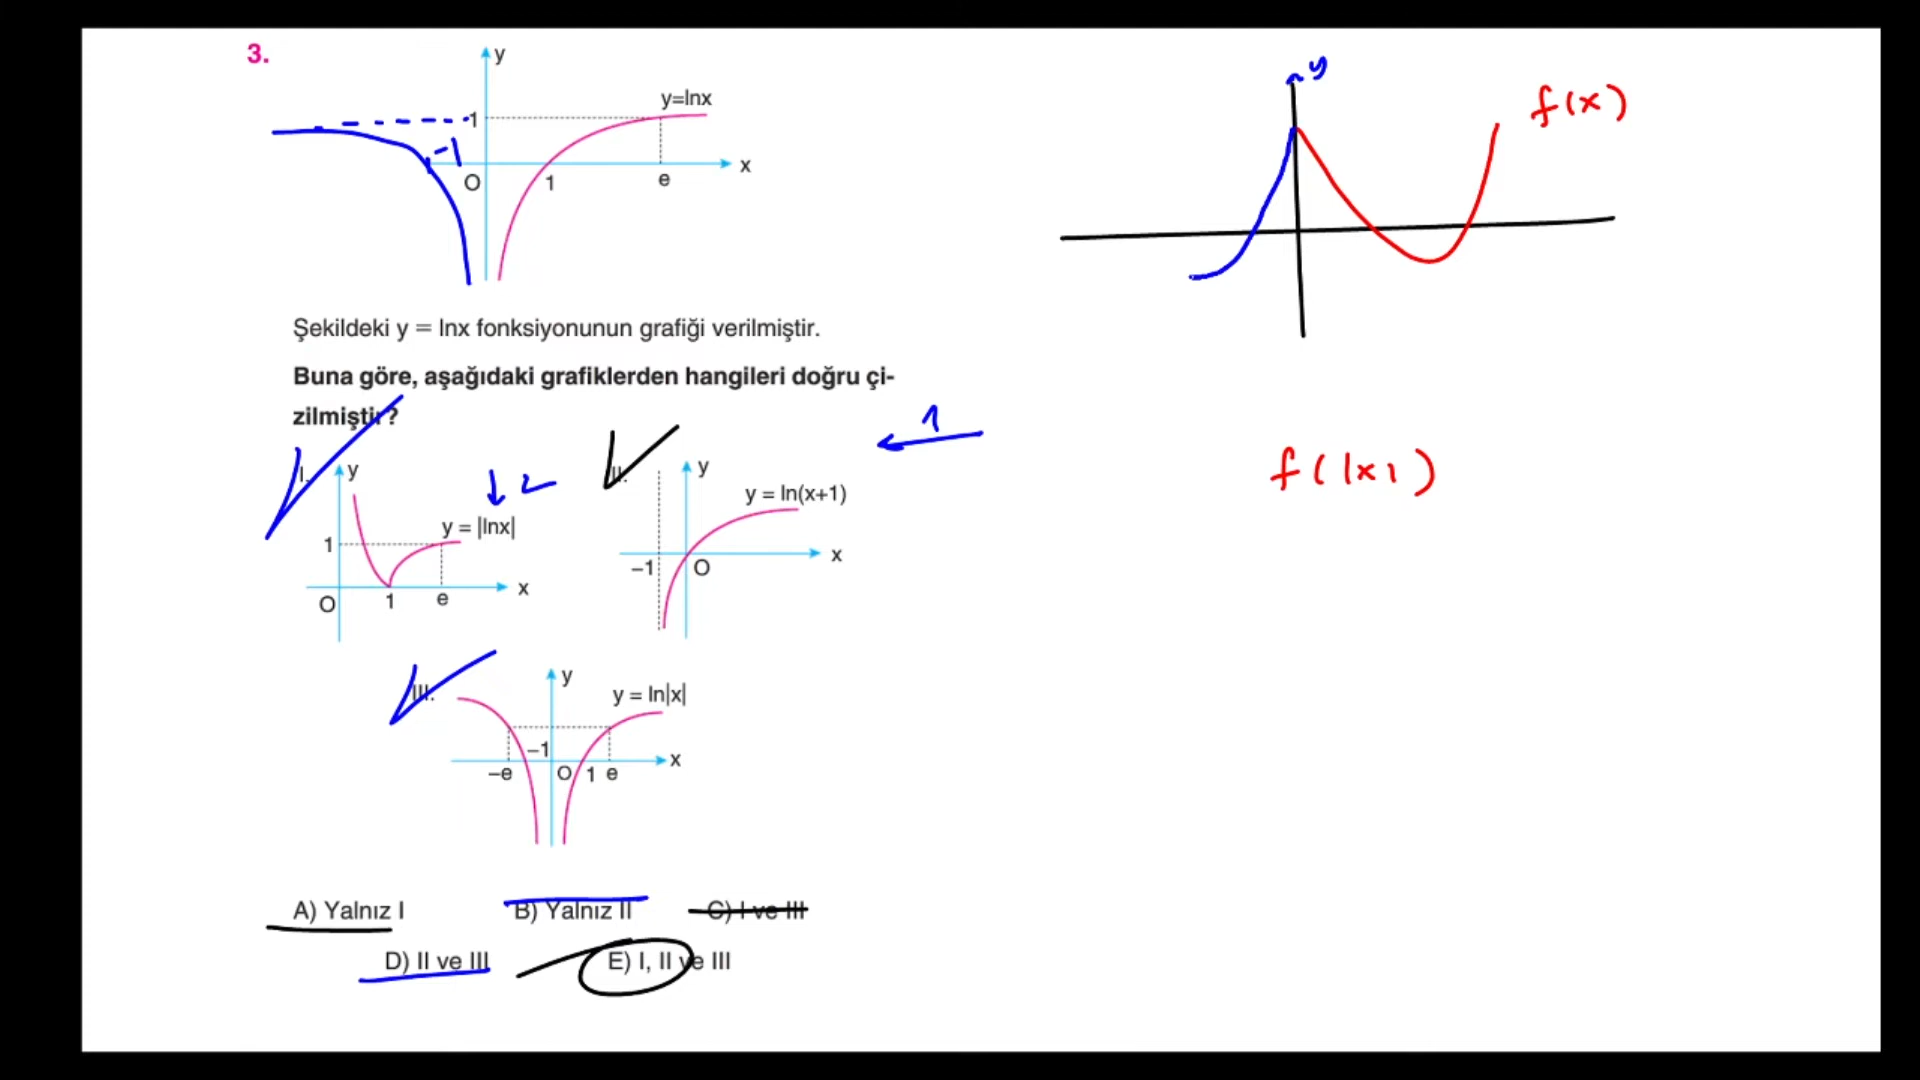 3.
y
y=lnx
1
-1
x
O
1
e
Şekildeki y = lnx fonksiyonunun grafiği verilmiştir.
Buna göre, aşağıdaki grafiklerden hangileri doğru çi-
zilmiştir?
I.
y
y = |lnx|
1
O
1
e
x
II.
y
y = ln(x+1)
−1
O
x
1
III.
y
y = ln|x|
−1
−e
O
1
e
x
A) Yalnız I
B) Yalnız II
C) I ve III
D) II ve III
E) I, II ve III
y
f(x)
f(|x|)